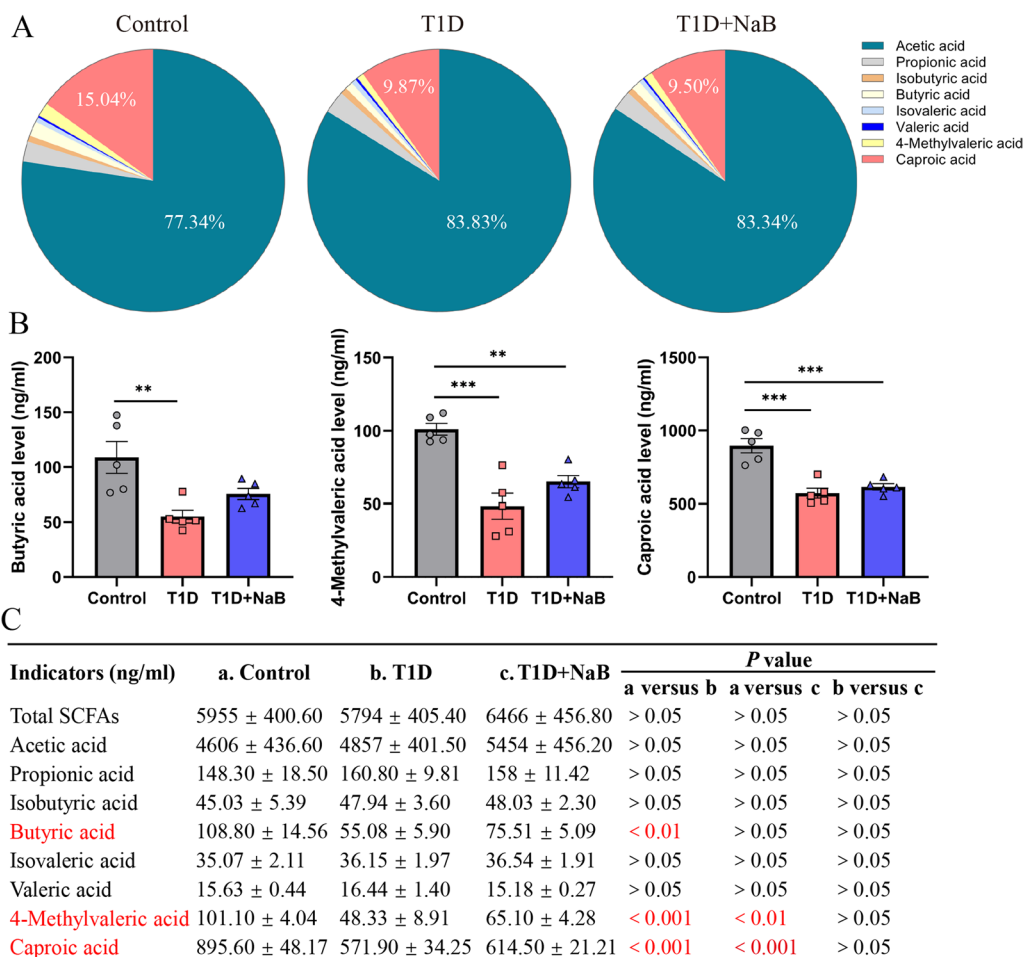 A
Control
T1D
T1D+NaB
15.04%
77.34%
9.87%
83.83%
9.50%
83.34%
Acetic acid
Propionic acid
Isobutyric acid
Butyric acid
Isovaleric acid
Valeric acid
4-Methylvaleric acid
Caproic acid
B
Butyric acid level (ng/ml)
200
150
100
50
0
**
Control
T1D
T1D+NaB
4-Methylvaleric acid level (ng/ml)
150
100
50
0
**
***
Control
T1D
T1D+NaB
Caproic acid level (ng/ml)
1500
1000
500
0
***
***
Control
T1D
T1D+NaB
C
Indicators (ng/ml) a. Control b. T1D c. T1D+NaB P value
a versus b a versus c b versus c
Total SCFAs 5955 ± 400.60 5794 ± 405.40 6466 ± 456.80 > 0.05 > 0.05 > 0.05
Acetic acid 4606 ± 436.60 4857 ± 401.50 5454 ± 456.20 > 0.05 > 0.05 > 0.05
Propionic acid 148.30 ± 18.50 160.80 ± 9.81 158 ± 11.42 > 0.05 > 0.05 > 0.05
Isobutyric acid 45.03 ± 5.39 47.94 ± 3.60 48.03 ± 2.30 > 0.05 > 0.05 > 0.05
Butyric acid 108.80 ± 14.56 55.08 ± 5.90 75.51 ± 5.09 < 0.01 > 0.05 > 0.05
Isovaleric acid 35.07 ± 2.11 36.15 ± 1.97 36.54 ± 1.91 > 0.05 > 0.05 > 0.05
Valeric acid 15.63 ± 0.44 16.44 ± 1.40 15.18 ± 0.27 > 0.05 > 0.05 > 0.05
4-Methylvaleric acid 101.10 ± 4.04 48.33 ± 8.91 65.10 ± 4.28 < 0.001 < 0.01 > 0.05
Caproic acid 895.60 ± 48.17 571.90 ± 34.25 614.50 ± 21.21 < 0.001 < 0.001 > 0.05